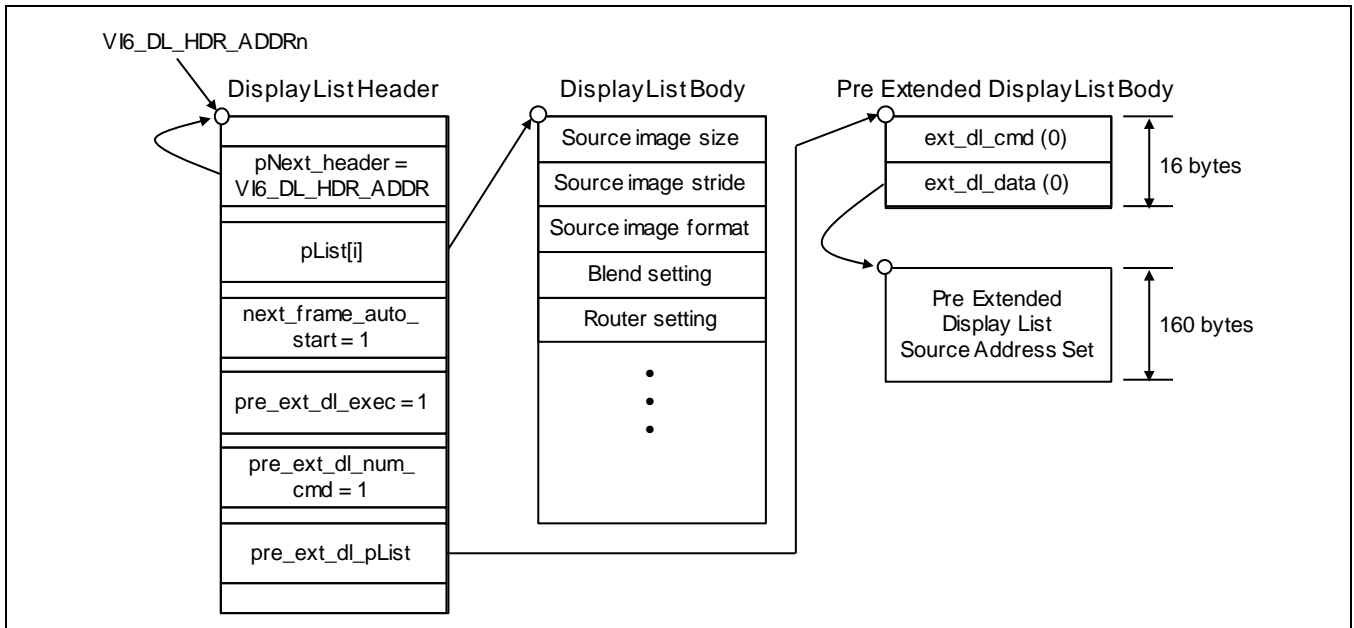 VI6_DL_HDR_ADDRn
Display List Header
pNext_header =
VI6_DL_HDR_ADDR
pList[i]
next_frame_auto_
start = 1
pre_ext_dl_exec = 1
pre_ext_dl_num_
cmd = 1
pre_ext_dl_pList
Display List Body
Source image size
Source image stride
Source image format
Blend setting
Router setting
•
•
•
Pre Extended Display List Body
ext_dl_cmd (0)
ext_dl_data (0)
16 bytes
Pre Extended
Display List
Source Address Set
160 bytes